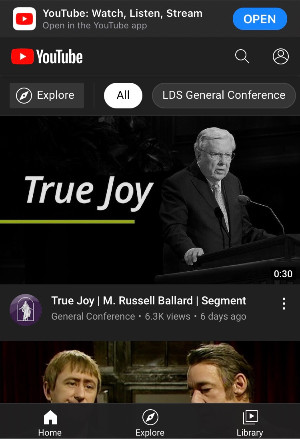 YouTube: Watch, Listen, Stream
Open in the YouTube app
OPEN
YouTube
Explore
All
LDS General Conference
True Joy
0:30
True Joy | M. Russell Ballard | Segment
General Conference • 6.3K views • 6 days ago
Home
Explore
Library